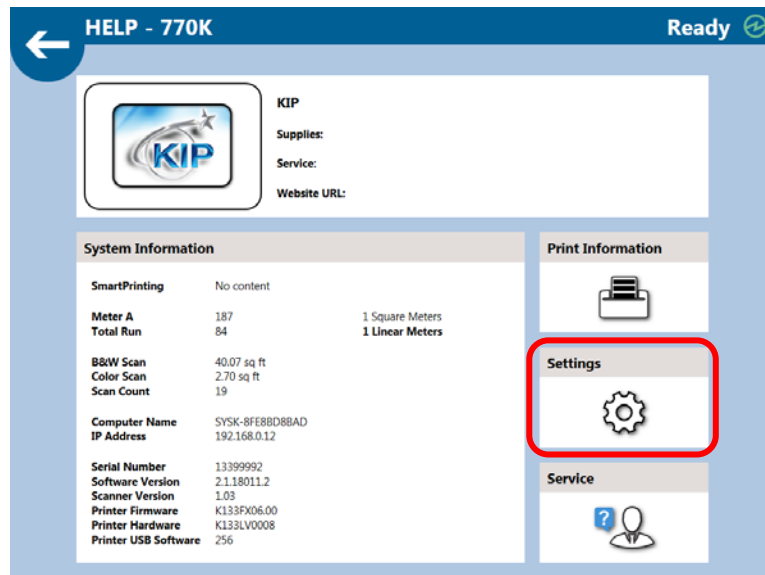 HELP - 770K
Ready
KIP
KIP
Supplies:
Service:
Website URL:
System Information
SmartPrinting No content
Meter A 187 1 Square Meters
Total Run 84 1 Linear Meters
B&W Scan 40.07 sq ft
Color Scan 2.70 sq ft
Scan Count 19
Computer Name SYSK-8FE8BD8BAD
IP Address 192.168.0.12
Serial Number 13399992
Software Version 2.1.18011.2
Scanner Version 1.03
Printer Firmware K133FX06.00
Printer Hardware K133LV0008
Printer USB Software 256
Print Information
Settings
Service
?